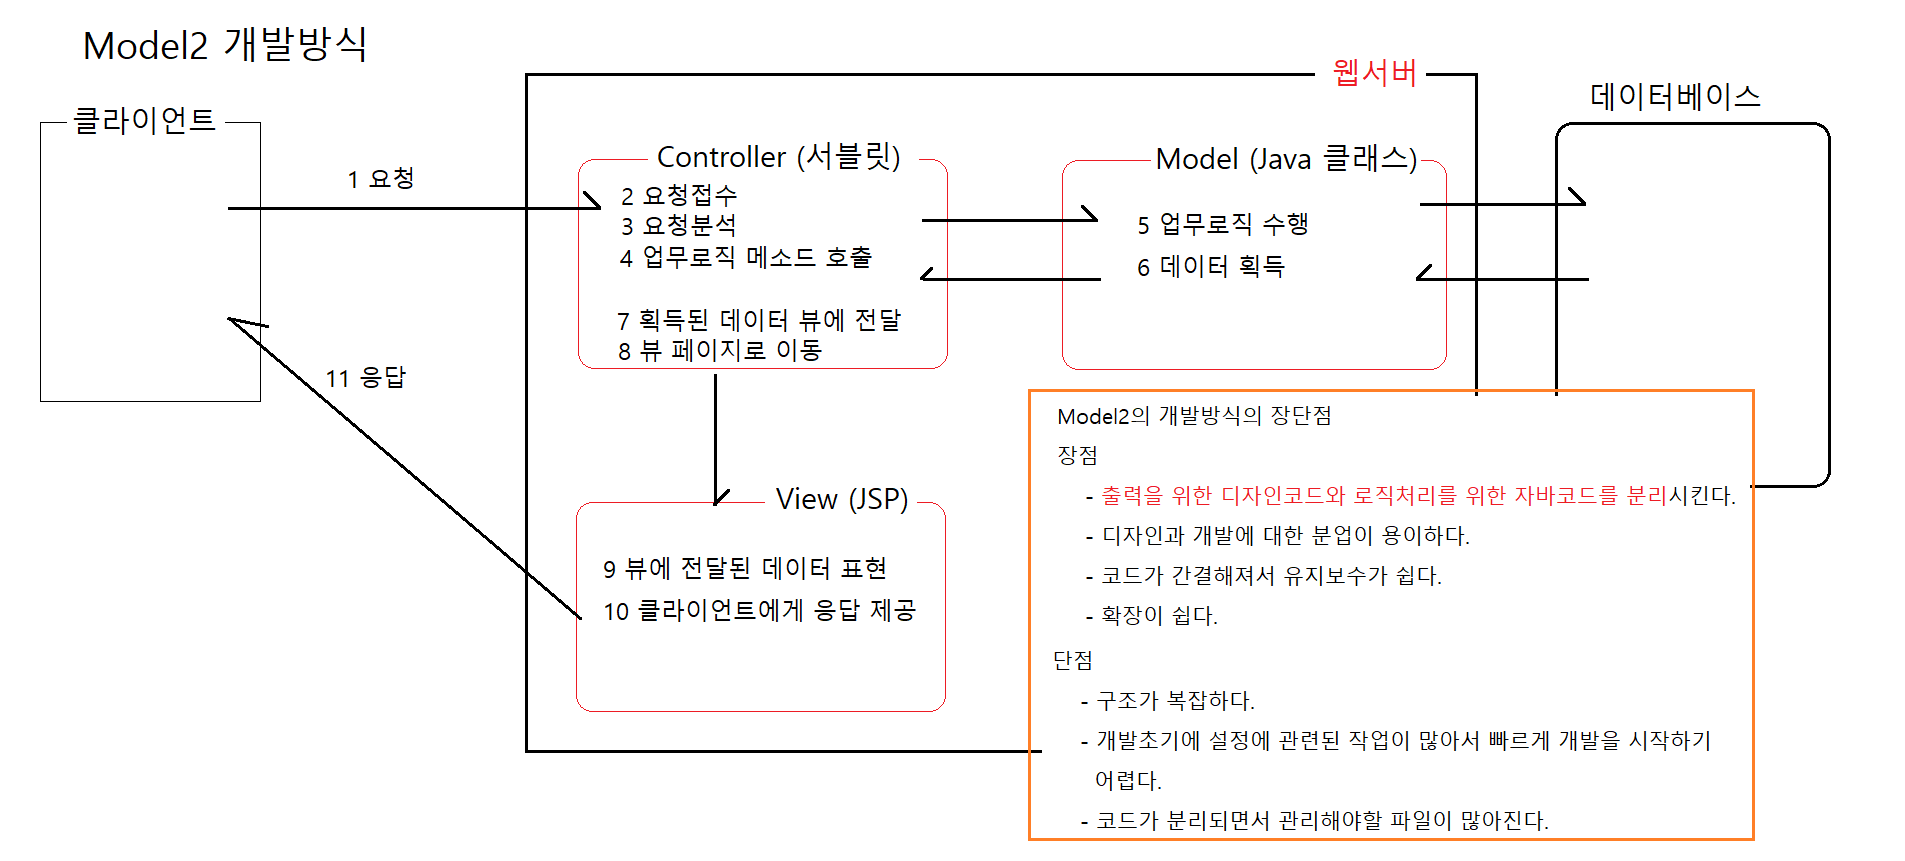 Model2 개발방식
웹서버
데이터베이스
클라이언트
Controller (서블릿)
Model (Java 클래스)
1 요청
2 요청접수
3 요청분석
4 업무로직 메소드 호출
5 업무로직 수행
6 데이터 획득
7 획득된 데이터 뷰에 전달
8 뷰 페이지로 이동
11 응답
View (JSP)
9 뷰에 전달된 데이터 표현
10 클라이언트에게 응답 제공
Model2의 개발방식의 장단점
장점
- 출력을 위한 디자인코드와 로직처리를 위한 자바코드를 분리시킨다.
- 디자인과 개발에 대한 분업이 용이하다.
- 코드가 간결해져서 유지보수가 쉽다.
- 확장이 쉽다.
단점
- 구조가 복잡하다.
- 개발초기에 설정에 관련된 작업이 많아서 빠르게 개발을 시작하기
어렵다.
- 코드가 분리되면서 관리해야할 파일이 많아진다.